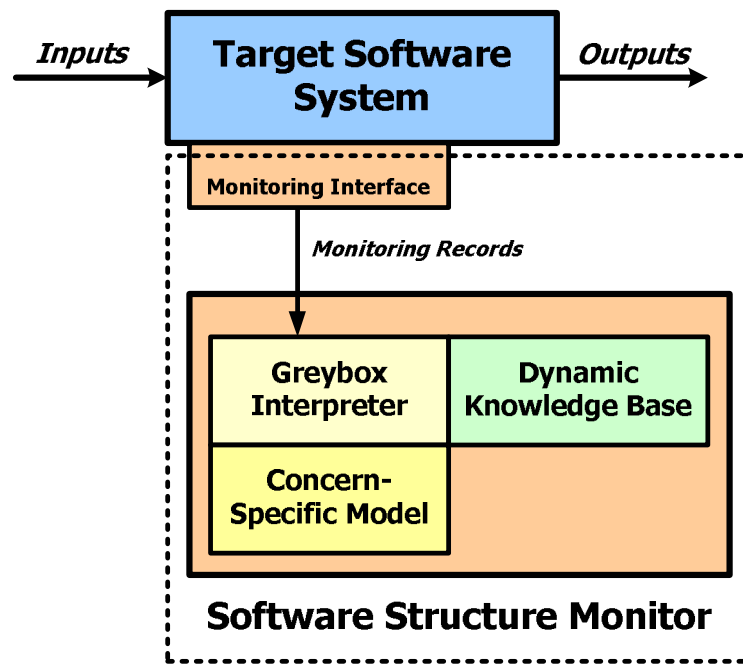 Inputs
Target Software
System
Outputs
Monitoring Interface
Monitoring Records
Greybox
Interpreter
Dynamic
Knowledge Base
Concern-
Specific Model
Software Structure Monitor